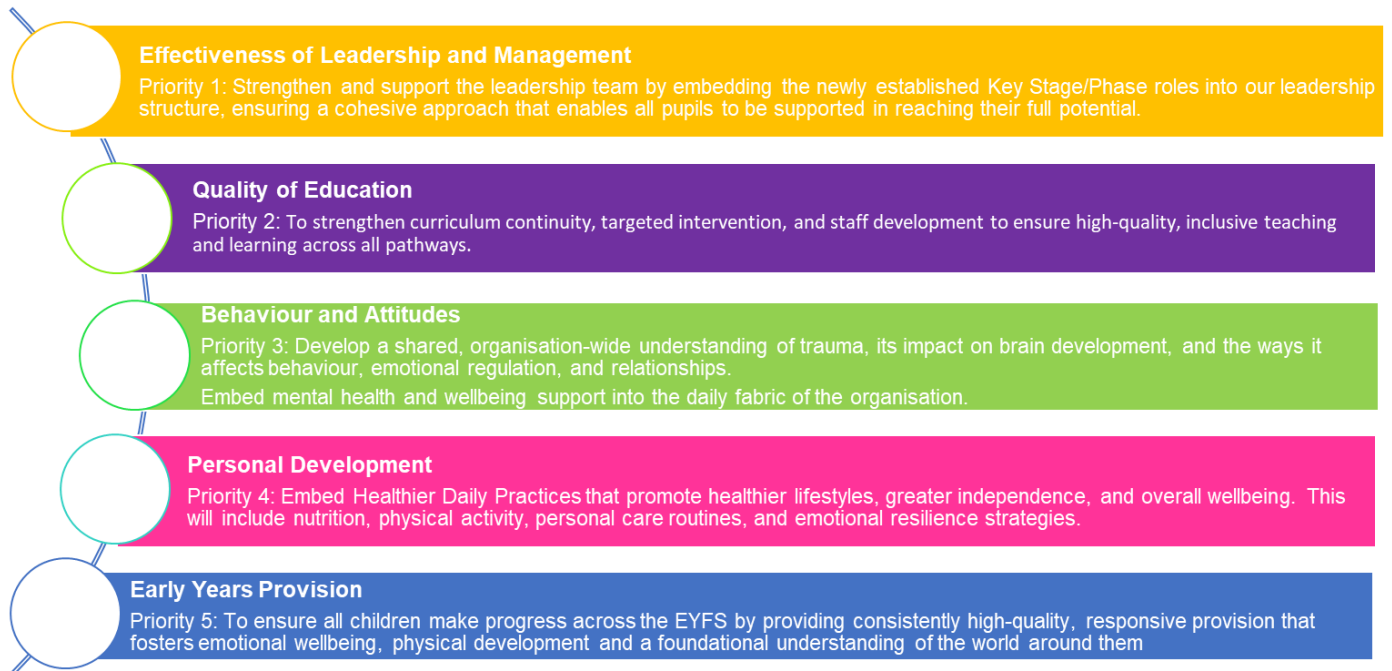 Effectiveness of Leadership and Management
Priority 1: Strengthen and support the leadership team by embedding the newly established Key Stage/Phase roles into our leadership
structure, ensuring a cohesive approach that enables all pupils to be supported in reaching their full potential.
Quality of Education
Priority 2: To strengthen curriculum continuity, targeted intervention, and staff development to ensure high-quality, inclusive teaching
and learning across all pathways.
Behaviour and Attitudes
Priority 3: Develop a shared, organisation-wide understanding of trauma, its impact on brain development, and the ways it
affects behaviour, emotional regulation, and relationships.
Embed mental health and wellbeing support into the daily fabric of the organisation.
Personal Development
Priority 4: Embed Healthier Daily Practices that promote healthier lifestyles, greater independence, and overall wellbeing. This
will include nutrition, physical activity, personal care routines, and emotional resilience strategies.
Early Years Provision
Priority 5: To ensure all children make progress across the EYFS by providing consistently high-quality, responsive provision that
fosters emotional wellbeing, physical development and a foundational understanding of the world around them